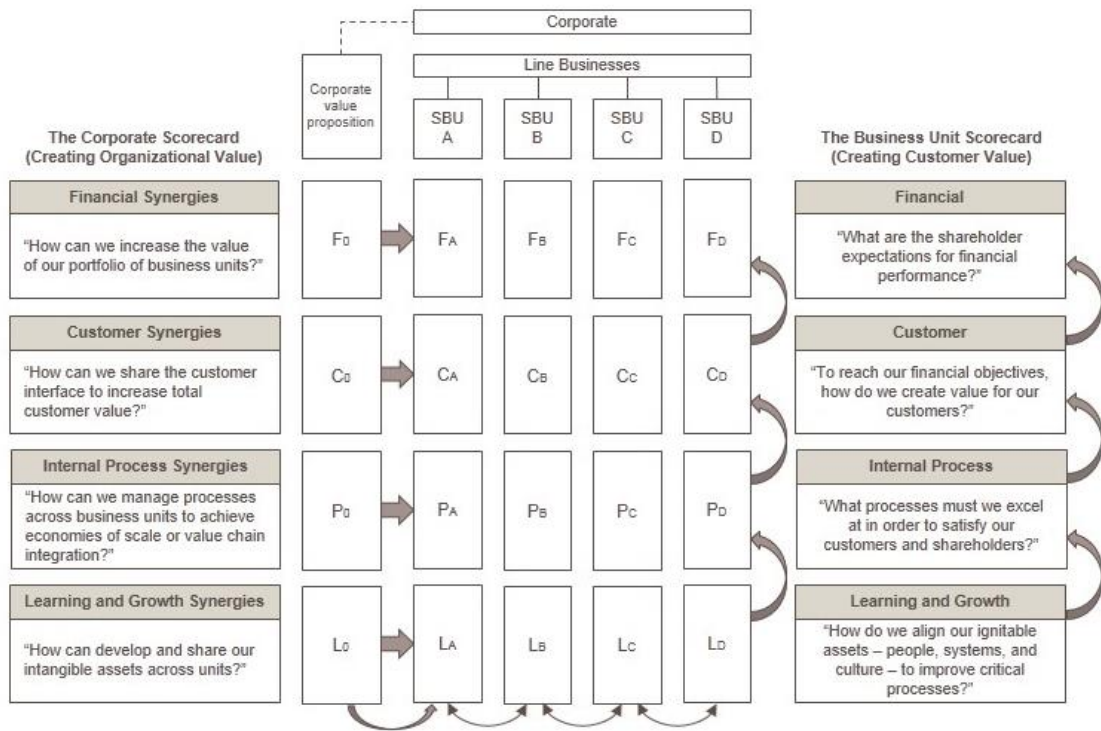 Corporate
Line Businesses
Corporate
value
proposition
SBU
A
SBU
B
SBU
C
SBU
D
The Corporate Scorecard
(Creating Organizational Value)
The Business Unit Scorecard
(Creating Customer Value)
Financial Synergies
“How can we increase the value
of our portfolio of business units?”
F0
FA
FB
FC
FD
Financial
“What are the shareholder
expectations for financial
performance?”
Customer Synergies
“How can we share the customer
interface to increase total
customer value?”
C0
CA
CB
CC
CD
Customer
“To reach our financial objectives,
how do we create value for our
customers?”
Internal Process Synergies
“How can we manage processes
across business units to achieve
economies of scale or value chain
integration?”
P0
PA
PB
PC
PD
Internal Process
“What processes must we excel
at in order to satisfy our
customers and shareholders?”
Learning and Growth Synergies
“How can develop and share our
intangible assets across units?”
L0
LA
LB
LC
LD
Learning and Growth
“How do we align our ignitable
assets – people, systems, and
culture – to improve critical
processes?”